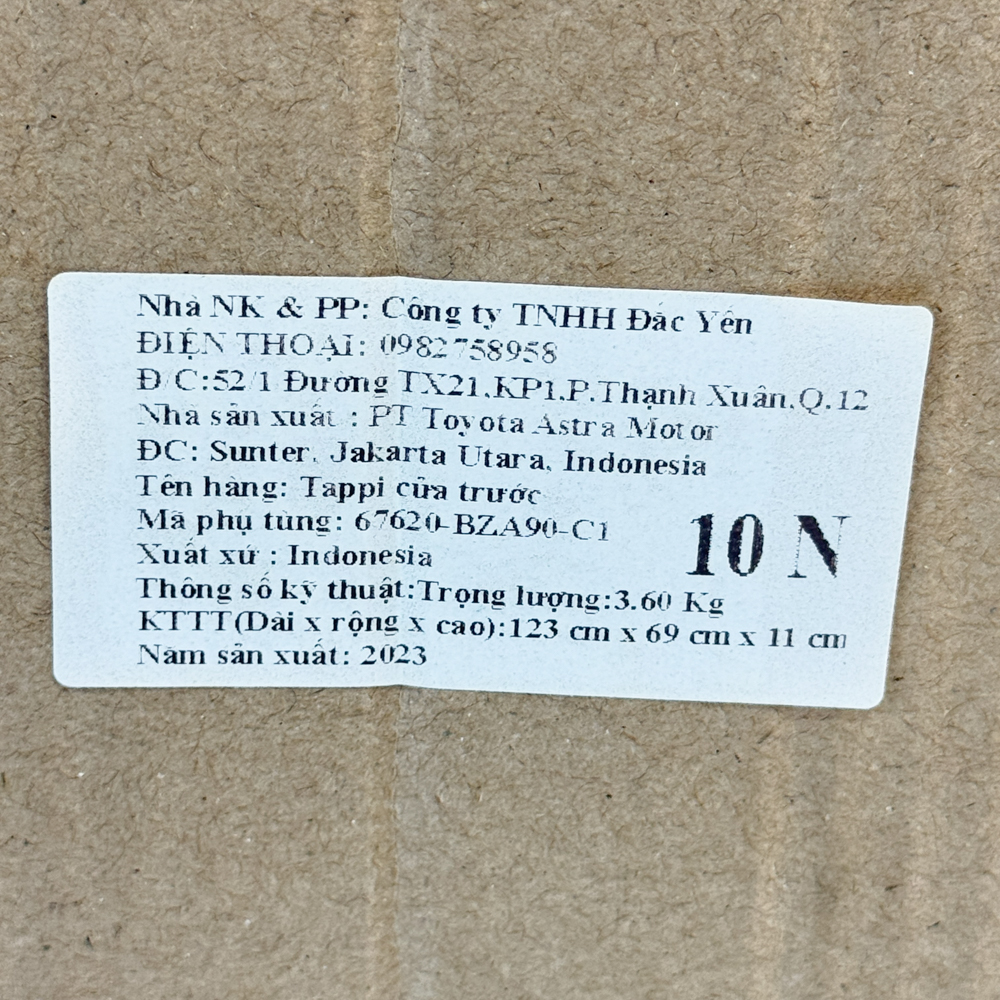 Nhà NK & PP: Công ty TNHH Đắc Yến
ĐIỆN THOẠI: 0982758958
Đ/C:52/1 Đường TX21.KP1.P.Thạnh Xuân.Q.12
Nhà sản xuất : PT Toyota Astra Motor
ĐC: Sunter, Jakarta Utara, Indonesia
Tên hàng: Tappi cửa trước
Mã phụ tùng: 67620-BZA90-C1
10 N
Xuất xứ : Indonesia
Thông số kỹ thuật:Trọng lượng:3.60 Kg
KTTT(Dài x rộng x cao):123 cm x 69 cm x 11 cm
Năm sản xuất: 2023